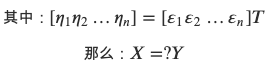 其中：[η1η2 … ηn] = [ε1ε2 … εn]T
那么：X =?Y